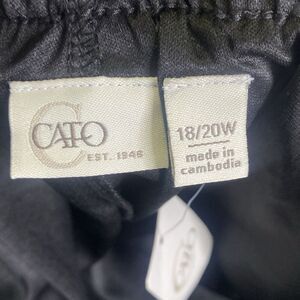 CATO
EST. 1946
18/20W
made in
cambodia